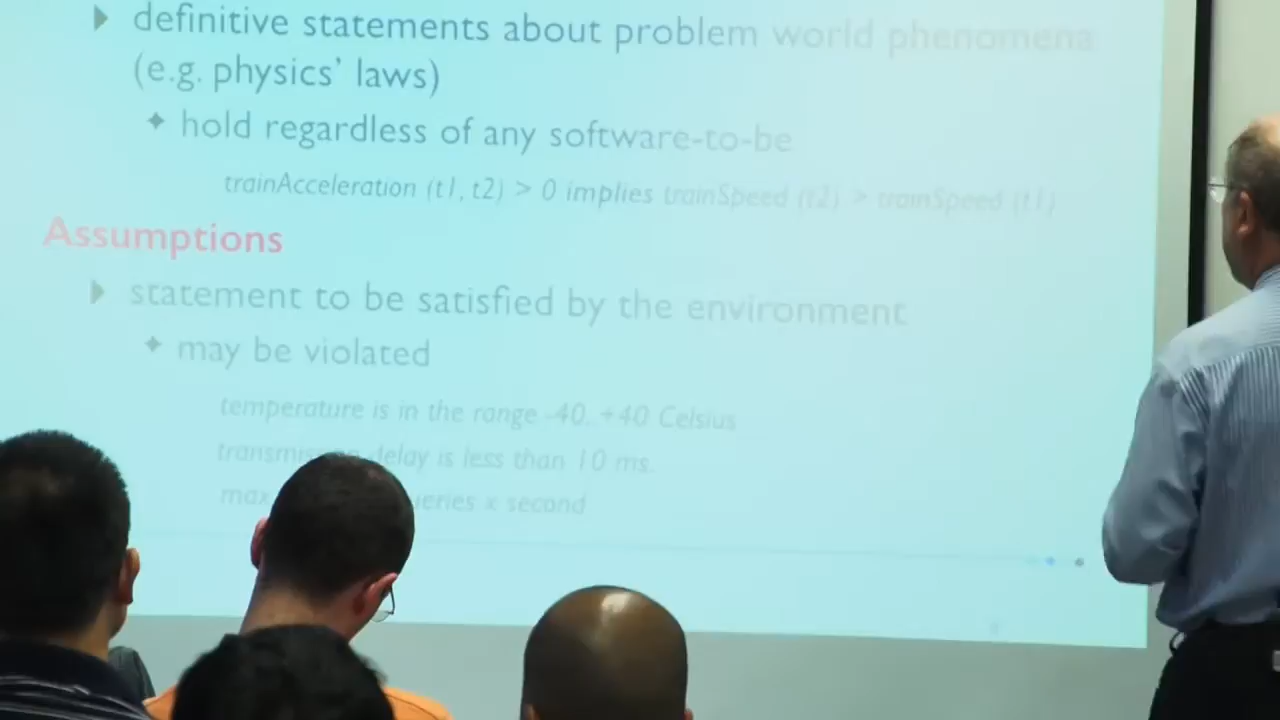 definitive statements about problem world phenomena
(e.g. physics' laws)
hold regardless of any software-to-be
trainAcceleration (t1, t2) > 0 implies trainSpeed (t2) > trainSpeed (t1)
Assumptions
statement to be satisfied by the environment
may be violated
temperature is in the range -40, +40 Celsius
delay is less than 10 ms.
max x second